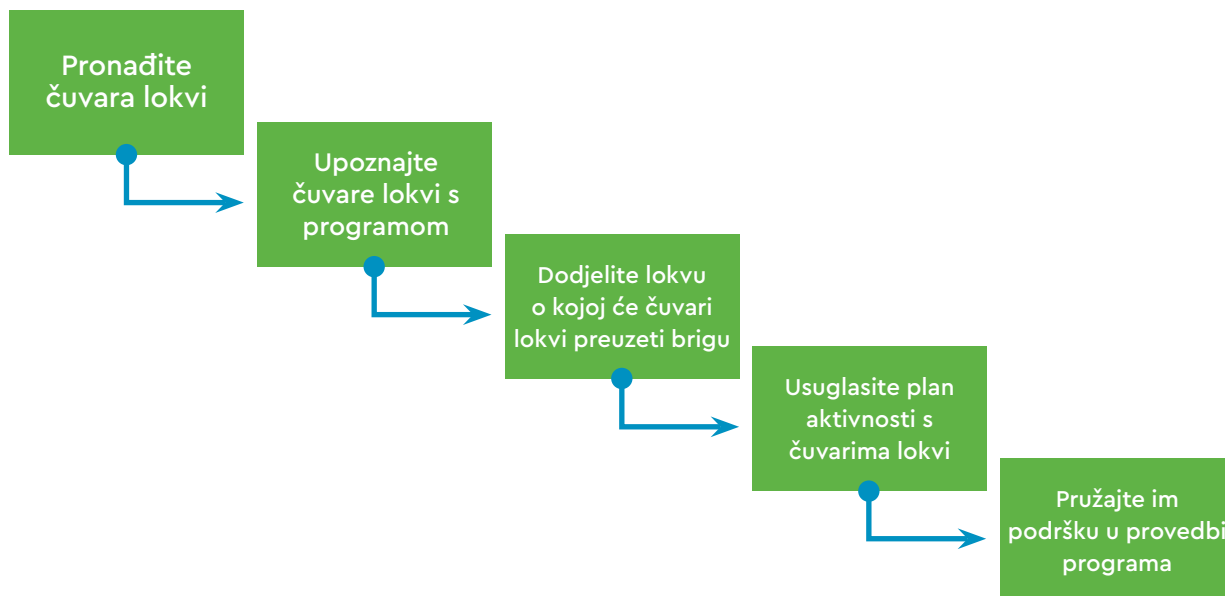 Pronađite
čuvara lokvi
Upoznajte
čuvare lokvi s
programom
Dodjelite lokvu
o kojoj će čuvari
lokvi preuzeti brigu
Usuglasite plan
aktivnosti s
čuvarima lokvi
Pružajte im
podršku u provedbi
programa